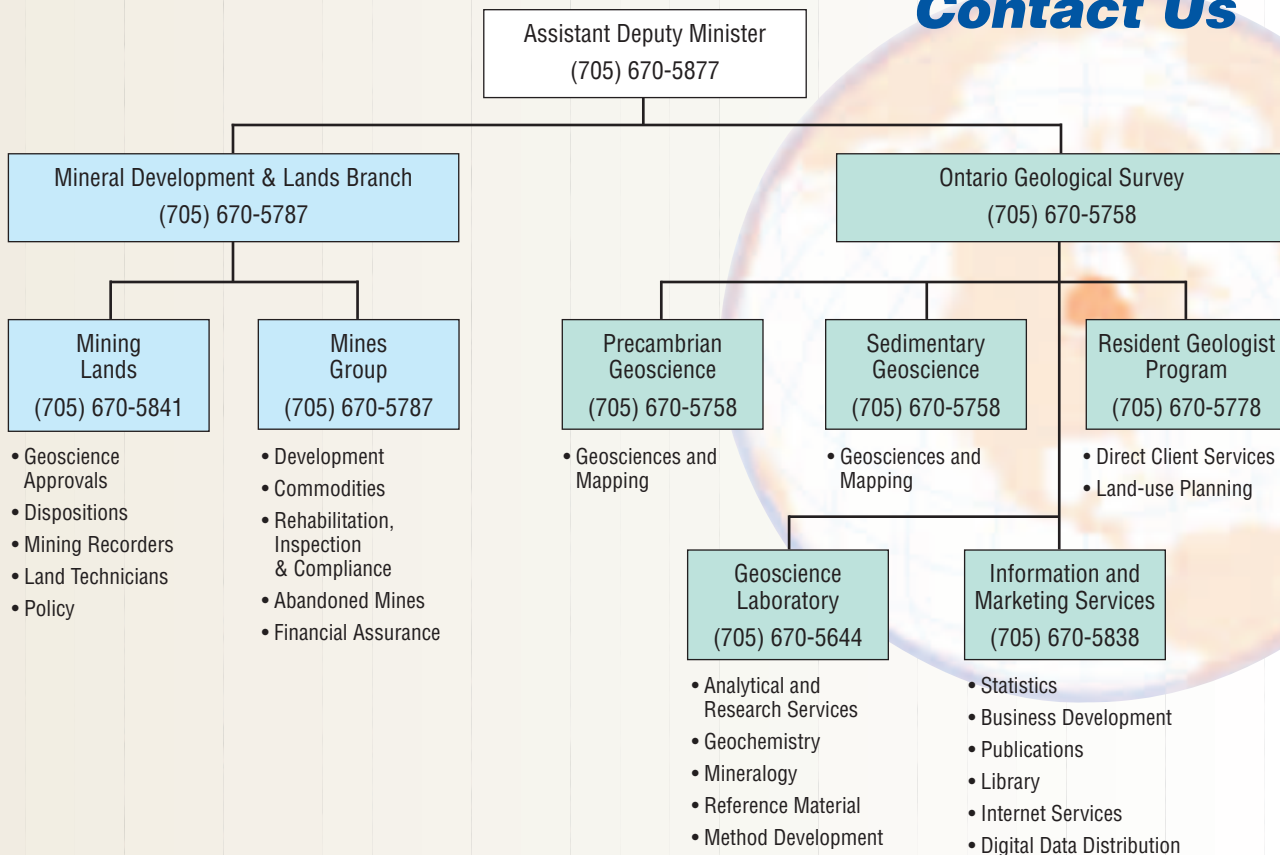 Contact Us
Assistant Deputy Minister
(705) 670-5877
Mineral Development & Lands Branch
(705) 670-5787
Ontario Geological Survey
(705) 670-5758
Mining
Lands
(705) 670-5841
• Geoscience
Approvals
• Dispositions
• Mining Recorders
• Land Technicians
• Policy
Mines
Group
(705) 670-5787
• Development
• Commodities
• Rehabilitation,
Inspection
& Compliance
• Abandoned Mines
• Financial Assurance
Precambrian
Geoscience
(705) 670-5758
• Geosciences and
Mapping
Sedimentary
Geoscience
(705) 670-5758
• Geosciences and
Mapping
Resident Geologist
Program
(705) 670-5778
• Direct Client Services
• Land-use Planning
Geoscience
Laboratory
(705) 670-5644
• Analytical and
Research Services
• Geochemistry
• Mineralogy
• Reference Material
• Method Development
Information and
Marketing Services
(705) 670-5838
• Statistics
• Business Development
• Publications
• Library
• Internet Services
• Digital Data Distribution